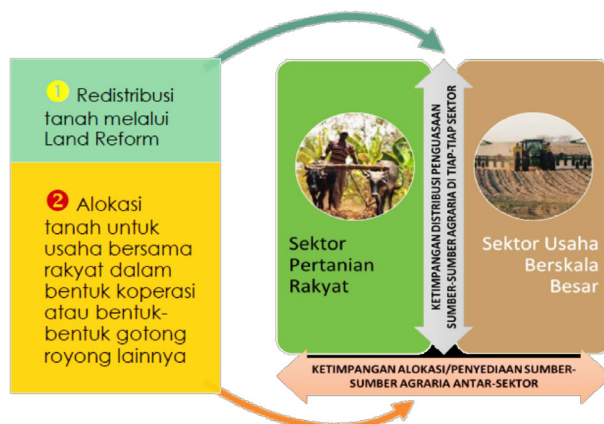 1 Redistribusi
tanah melalui
Land Reform
2 Alokasi
tanah untuk
usaha bersama
rakyat dalam
bentuk koperasi
atau bentuk-
bentuk gotong
royong lainnya
Sektor
Pertanian
Rakyat
KETIMPANGAN DISTRIBUSI PENGUASAAN
SUMBER-SUMBER AGRARIA DI TIAP-TIAP SEKTOR
Sektor Usaha
Berskala
Besar
KETIMPANGAN ALOKASI/PENYEDIAAN SUMBER-
SUMBER AGRARIA ANTAR-SEKTOR